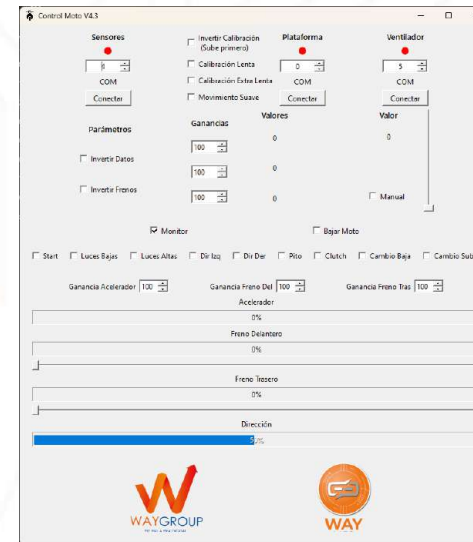 Control Moto V4.3
Sensores
Invertir Calibración
(Sube primero)
Plataforma
Ventilador
Calibración Lenta
0
5
COM
Calibración Extra Lenta
COM
COM
Conectar
Movimiento Suave
Conectar
Conectar
Parámetros
Ganancias
Valores
Valor
100
0
0
Invertir Datos
100
0
Invertir Frenos
100
0
Manual
Monitor
Bajar Moto
Start
Luces Bajas
Luces Altas
Dir Izq
Dir Der
Pito
Clutch
Cambio Baja
Cambio Sub
Ganancia Acelerador 100
Ganancia Freno Del 100
Ganancia Freno Tras 100
Acelerador
0%
Freno Delantero
0%
Freno Trasero
0%
Dirección
WAYGROUP
WAY